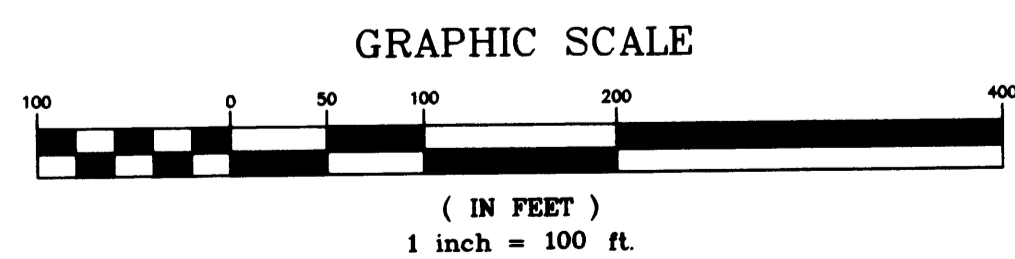 GRAPHIC SCALE
100 0 50 100 200 400
( IN FEET )
1 inch = 100 ft.